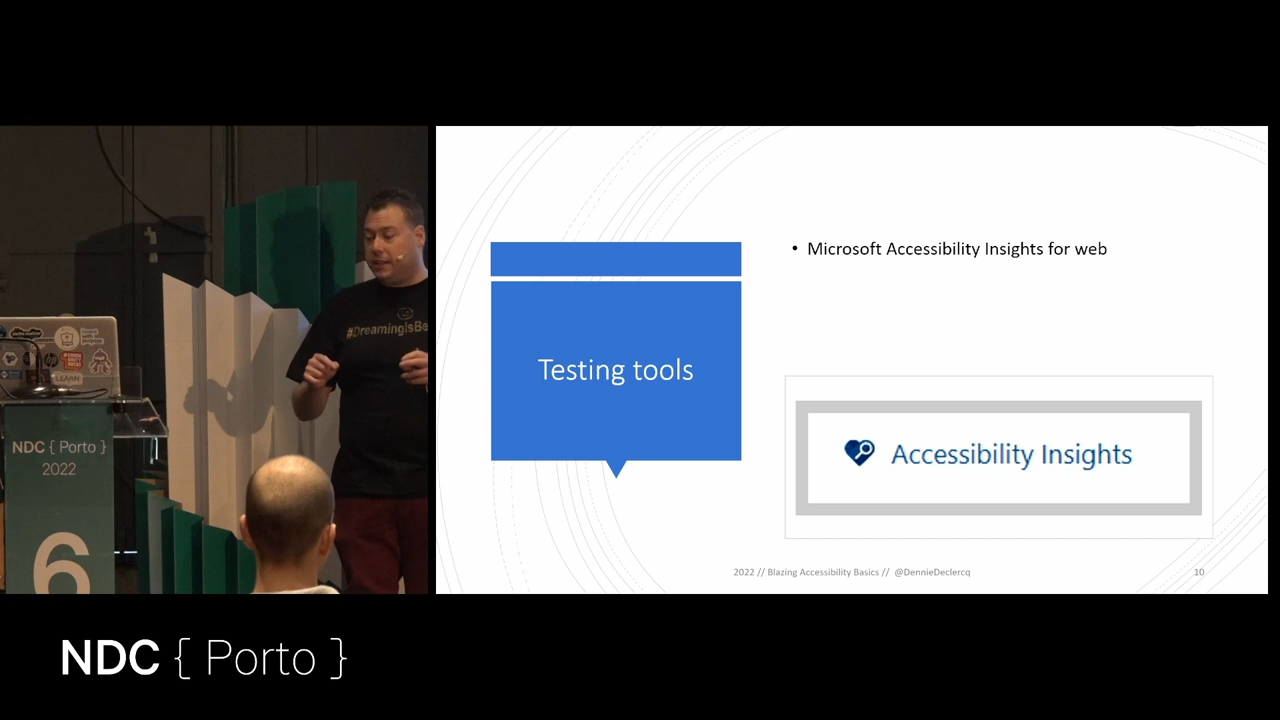 #DreamingIsBe
LEARN
NDC { Porto }
2022
6
Testing tools
• Microsoft Accessibility Insights for web
Accessibility Insights
2022 // Blazing Accessibility Basics // @DennieDeclercq
10
NDC { Porto }